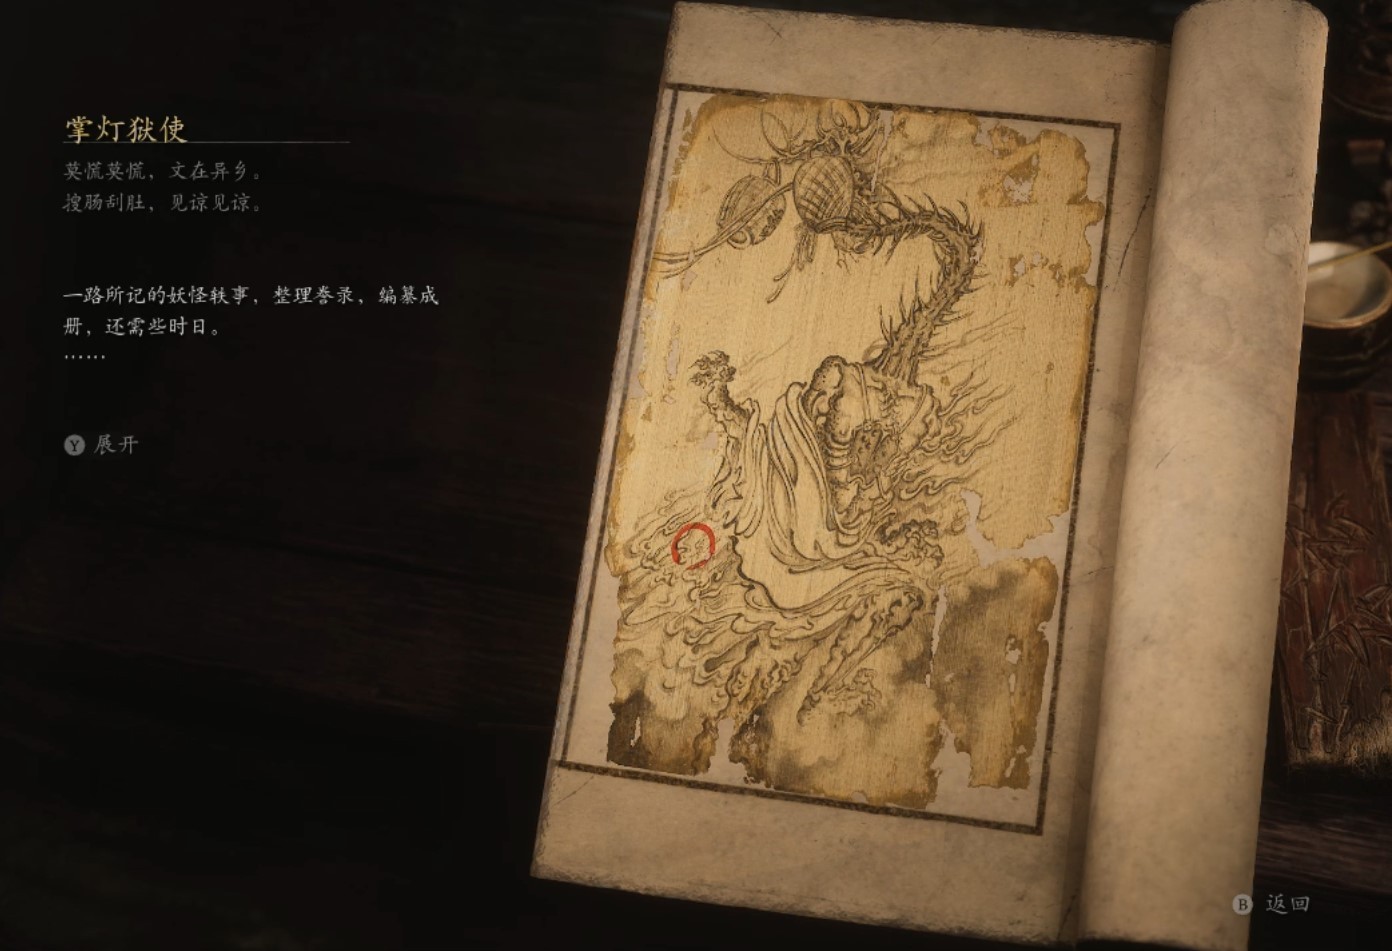 掌灯狱使
莫慌莫慌，文在异乡。
搜肠刮肚，见谅见谅。
一路所记的妖怪轶事，整理誊录，编纂成
册，还需些时日。
……
Y 展开
B 返回